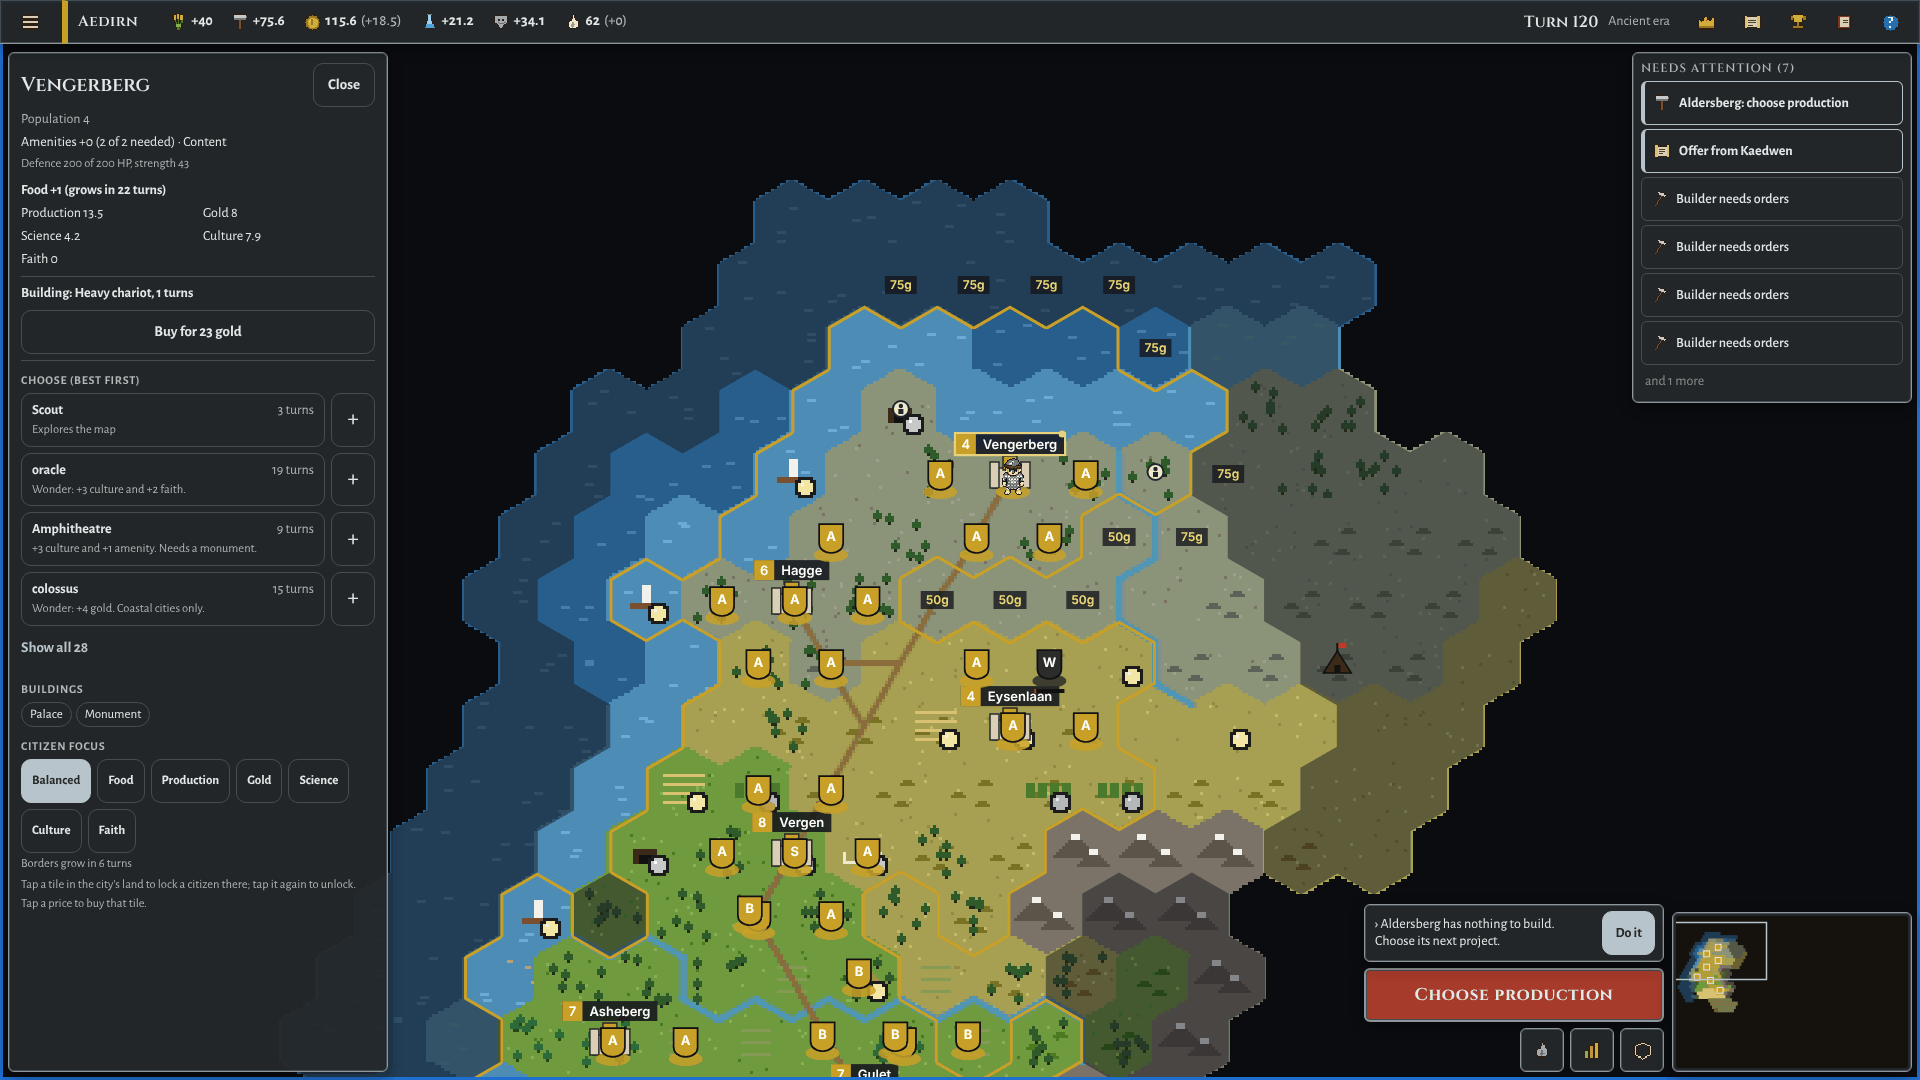 AEDIRN +40 +75.6 115.6 (+18.5) +21.2 +34.1 62 (+0) TURN 120 Ancient era
VENGERBERG
Close
Population 4
Amenities +0 (2 of 2 needed) · Content
Defence 200 of 200 HP, strength 43
Food +1 (grows in 22 turns)
Production 13.5 Gold 8
Science 4.2 Culture 7.9
Faith 0
Building: Heavy chariot, 1 turns
Buy for 23 gold
CHOOSE (BEST FIRST)
Scout 3 turns
Explores the map
+
oracle 19 turns
Wonder: +3 culture and +2 faith.
+
Amphitheatre 9 turns
+3 culture and +1 amenity. Needs a monument.
+
colossus 15 turns
Wonder: +4 gold. Coastal cities only.
+
Show all 28
BUILDINGS
Palace Monument
CITIZEN FOCUS
Balanced Food Production Gold Science
Culture Faith
Borders grow in 6 turns
Tap a tile in the city's land to lock a citizen there; tap it again to unlock.
Tap a price to buy that tile.
75g 75g 75g 75g
75g
4 Vengerberg
A A 75g
A A A 50g 75g
6 Hagge
A A A 50g 50g 50g
A A A W
4 Eysenlaan
A A
A A
8 Vergen
A S A
B A
B
7 Asheberg
A A B B B
7 Gulet
NEEDS ATTENTION (7)
Aldersberg: choose production
Offer from Kaedwen
Builder needs orders
Builder needs orders
Builder needs orders
Builder needs orders
and 1 more
› Aldersberg has nothing to build.
Choose its next project.
Do it
CHOOSE PRODUCTION